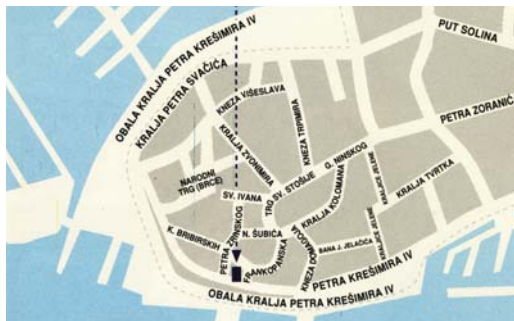 PUT SOLINA
OBALA KRALJA PETRA KREŠIMIRA IV
KRALJA PETRA SVAČIĆA
KNEZA VIŠESLAVA
KNEZA TRPIMIRA
PETRA ZORANIĆ
KRALJA ZVONIMIRA
G. NINSKOG
NARODNI
TRG (BRCE)
TRG SV. STOŠIJE
KRALJICE JELENE
KRALJA TVRTKA
SV. IVANA
KRALJA KOLOMANA
PETRA ZRINSKOG
N. ŠUBIĆA
K. BRIBIRSKIH
FRANKOPANSKA
KNEZA DOMAGOJA
BANA J. JELAČIĆA
KRALJICE JELENE
PETRA KREŠIMIRA IV
OBALA KRALJA PETRA KREŠIMIRA IV